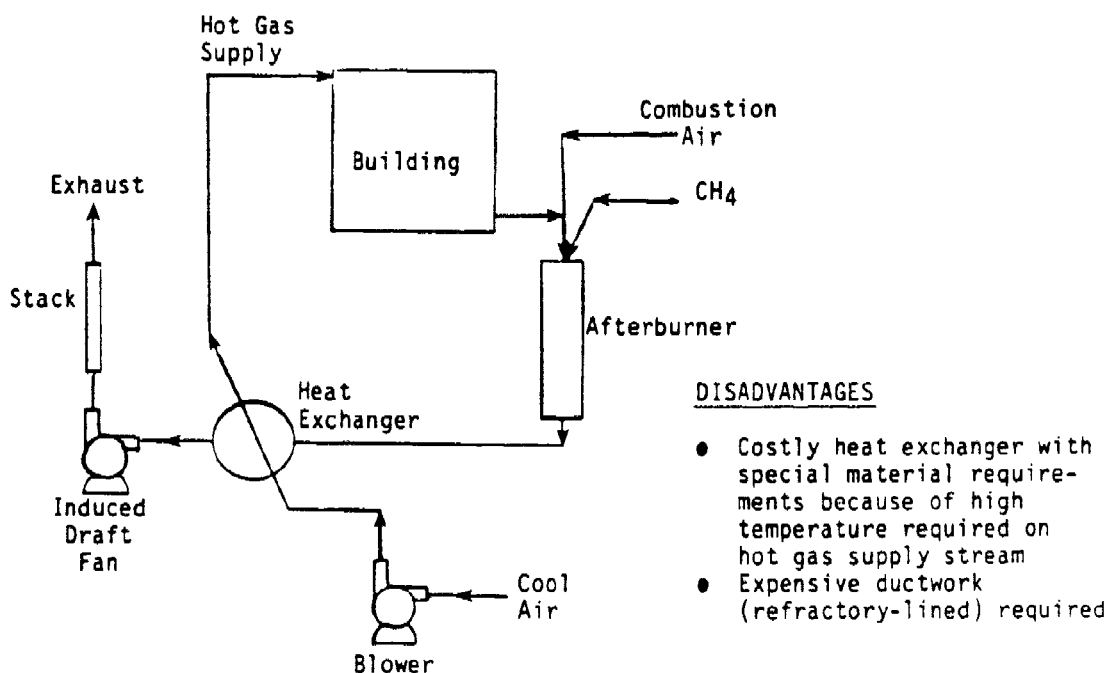 Hot Gas
Supply
Combustion
Air
Building
CH4
Exhaust
Stack
Afterburner
Heat
Exchanger
Induced
Draft
Fan
Cool
Air
Blower
DISADVANTAGES
● Costly heat exchanger with
special material require-
ments because of high
temperature required on
hot gas supply stream
● Expensive ductwork
(refractory-lined) required